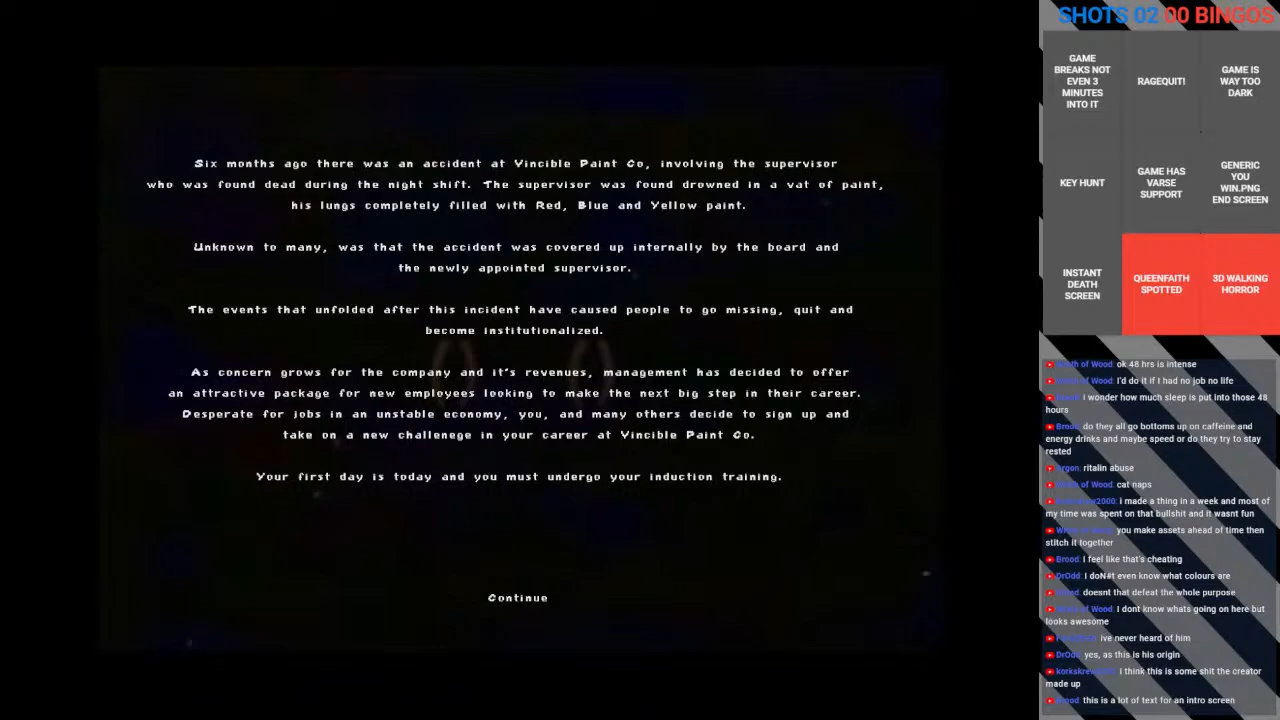 Six months ago there was an accident at Vincible Paint Co, involving the supervisor
who was found dead during the night shift. The supervisor was found drowned in a vat of paint,
his lungs completely filled with Red, Blue and Yellow paint.
Unknown to many, was that the accident was covered up internally by the board and
the newly appointed supervisor.
The events that unfolded after this incident have caused people to go missing, quit and
become institutionalized.
As concern grows for the company and it's revenues, management has decided to offer
an attractive package for new employees looking to make the next big step in their career.
Desperate for jobs in an unstable economy, you, and many others decide to sign up and
take on a new challenege in your career at Vincible Paint Co.
Your first day is today and you must undergo your induction training.
Continue
SHOTS 02 00 BINGOS
GAME
BREAKS NOT
EVEN 3
MINUTES
INTO IT
RAGEQUIT!
GAME IS
WAY TOO
DARK
KEY HUNT
GAME HAS
VARSE
SUPPORT
GENERIC
YOU
WIN.PNG
END SCREEN
INSTANT
DEATH
SCREEN
QUEENFAITH
SPOTTED
3D WALKING
HORROR
of Wood: ok 48 hrs is intense
of Wood: I'd do it if I had no job no life
i wonder how much sleep is put into those 48
hours
Brood: do they all go bottoms up on caffeine and
energy drinks and maybe speed or do they try to stay
rested
ritalin abuse
of Wood: cat naps
2000: i made a thing in a week and most of
my time was spent on that bullshit and it wasnt fun
you make assets ahead of time then
stitch it together
Brood: i feel like that's cheating
DrOdd: I doN#t even know what colours are
doesnt that defeat the whole purpose
of Wood: I dont know whats going on here but
looks awesome
ive never heard of him
DrOdd: yes, as this is his origin
i think this is some shit the creator
made up
Brood: this is a lot of text for an intro screen